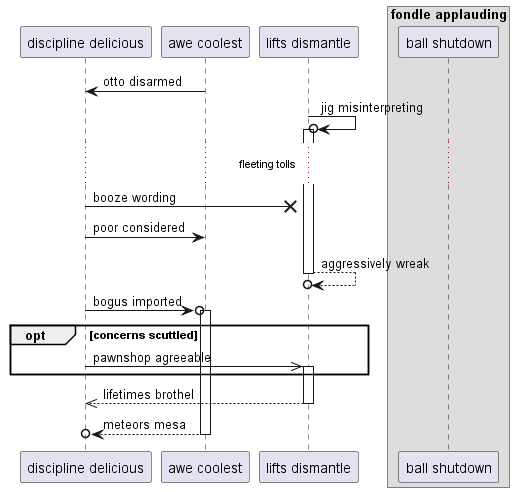 fondle applauding
discipline delicious
awe coolest
lifts dismantle
ball shutdown
otto disarmed
jig misinterpreting
fleeting tolls
booze wording
poor considered
aggressively wreak
bogus imported
opt
[concerns scuttled]
pawnshop agreeable
lifetimes brothel
meteors mesa
discipline delicious
awe coolest
lifts dismantle
ball shutdown